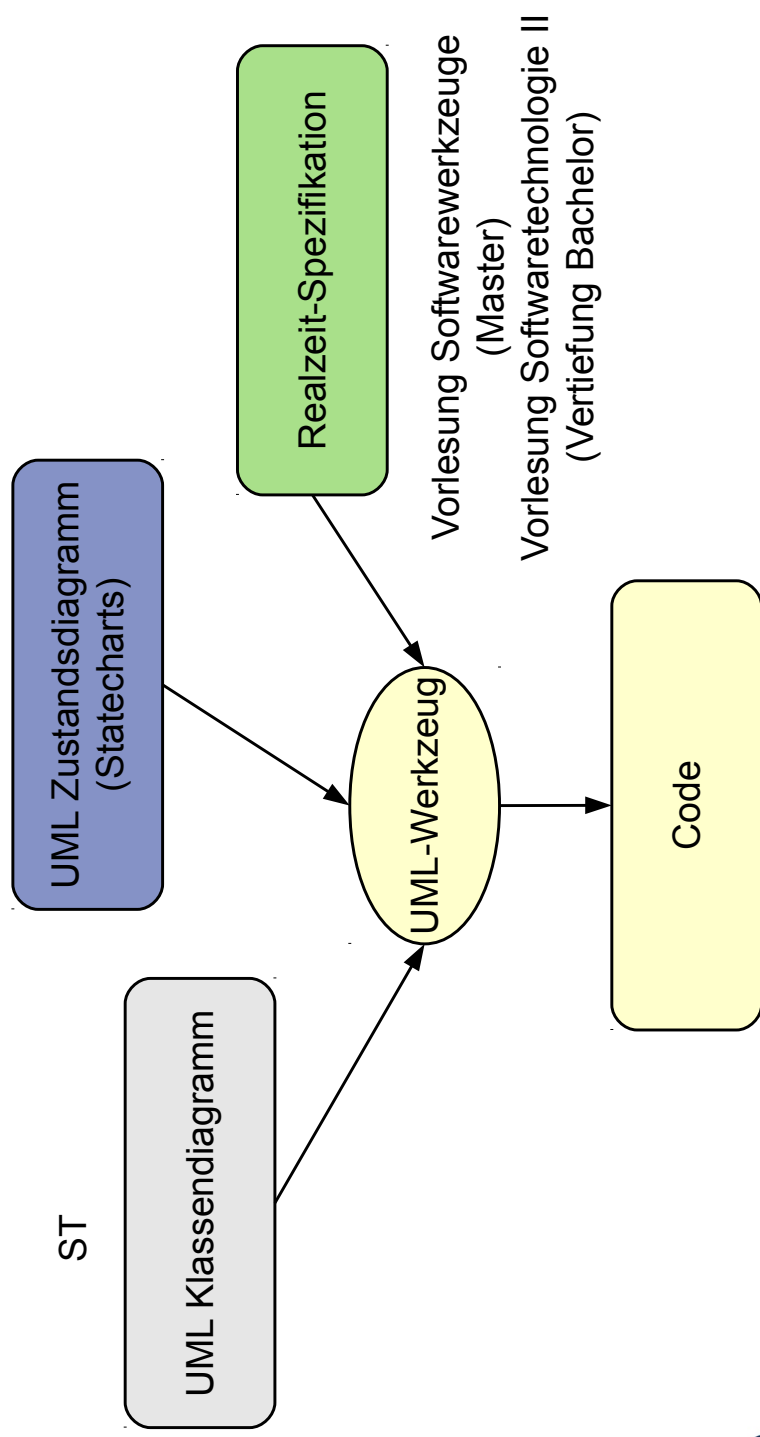 ST
UML Klassendiagramm
UML Zustandsdiagramm
(Statecharts)
Realzeit-Spezifikation
UML-Werkzeug
Vorlesung Softwarewerkzeuge
(Master)
Vorlesung Softwaretechnologie II
(Vertiefung Bachelor)
Code